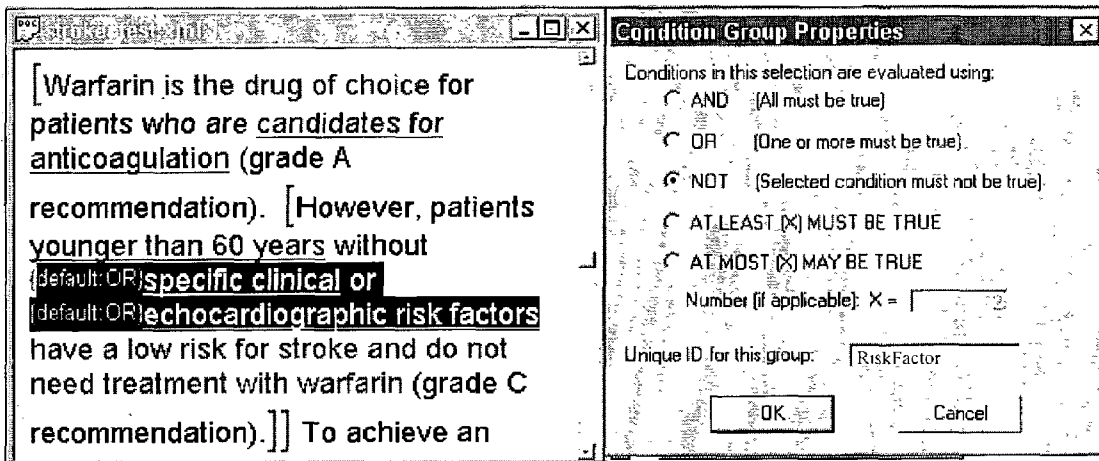 [Warfarin is the drug of choice for
patients who are candidates for
anticoagulation (grade A
recommendation). [However, patients
younger than 60 years without
{[default:OR]specific clinical or
[default:OR]echocardiographic risk factors
have a low risk for stroke and do not
need treatment with warfarin (grade C
recommendation).]] To achieve an
Condition Group Properties
Conditions in this selection are evaluated using:
AND (All must be true)
OR (One or more must be true)
NOT (Selected condition must not be true)
AT LEAST (X) MUST BE TRUE
AT MOST (X) MAY BE TRUE
Number (if applicable): X =
Unique ID for this group: RiskFactor
OK Cancel